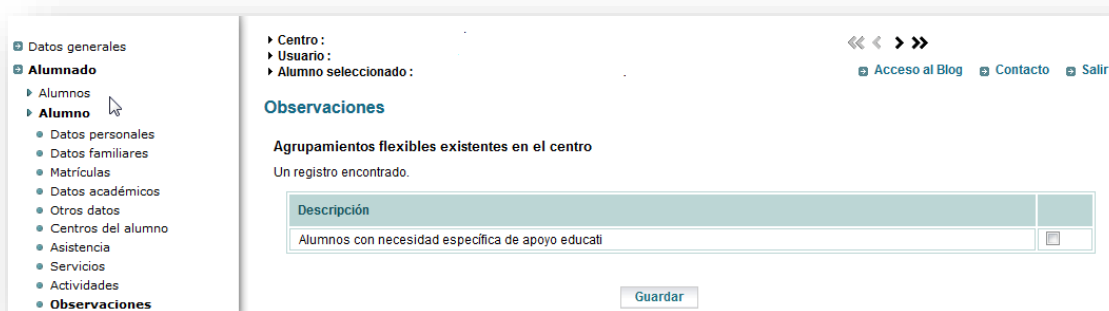 Datos generales
Alumnado
Alumnos
Alumno
Datos personales
Datos familiares
Matrículas
Datos académicos
Otros datos
Centros del alumno
Asistencia
Servicios
Actividades
Observaciones
Centro :
Usuario :
Alumno seleccionado :
Acceso al Blog Contacto Salir
Observaciones
Agrupamientos flexibles existentes en el centro
Un registro encontrado.
Descripción
Alumnos con necesidad específica de apoyo educati
Guardar